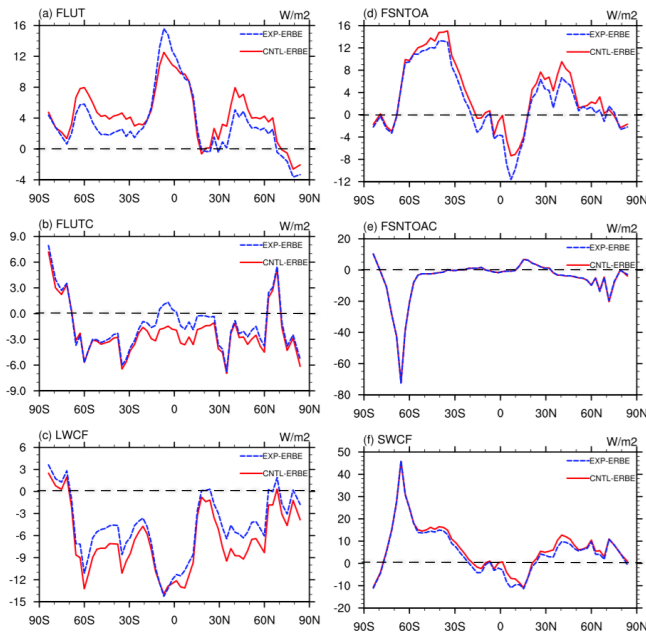 (a) FLUT W/m2
EXP-ERBE
CNTL-ERBE
16
12
8
4
0
-4
90S 60S 30S 0 30N 60N 90N
(b) FLUTC W/m2
EXP-ERBE
CNTL-ERBE
9.0
6.0
3.0
0.0
-3.0
-6.0
-9.0
90S 60S 30S 0 30N 60N 90N
(c) LWCF W/m2
EXP-ERBE
CNTL-ERBE
6
3
0
-3
-6
-9
-12
-15
90S 60S 30S 0 30N 60N 90N
(d) FSNTOA W/m2
EXP-ERBE
CNTL-ERBE
16
12
8
4
0
-4
-8
-12
90S 60S 30S 0 30N 60N 90N
(e) FSNTOAC W/m2
EXP-ERBE
CNTL-ERBE
20
0
-20
-40
-60
-80
90S 60S 30S 0 30N 60N 90N
(f) SWCF W/m2
EXP-ERBE
CNTL-ERBE
50
40
30
20
10
0
-10
-20
90S 60S 30S 0 30N 60N 90N